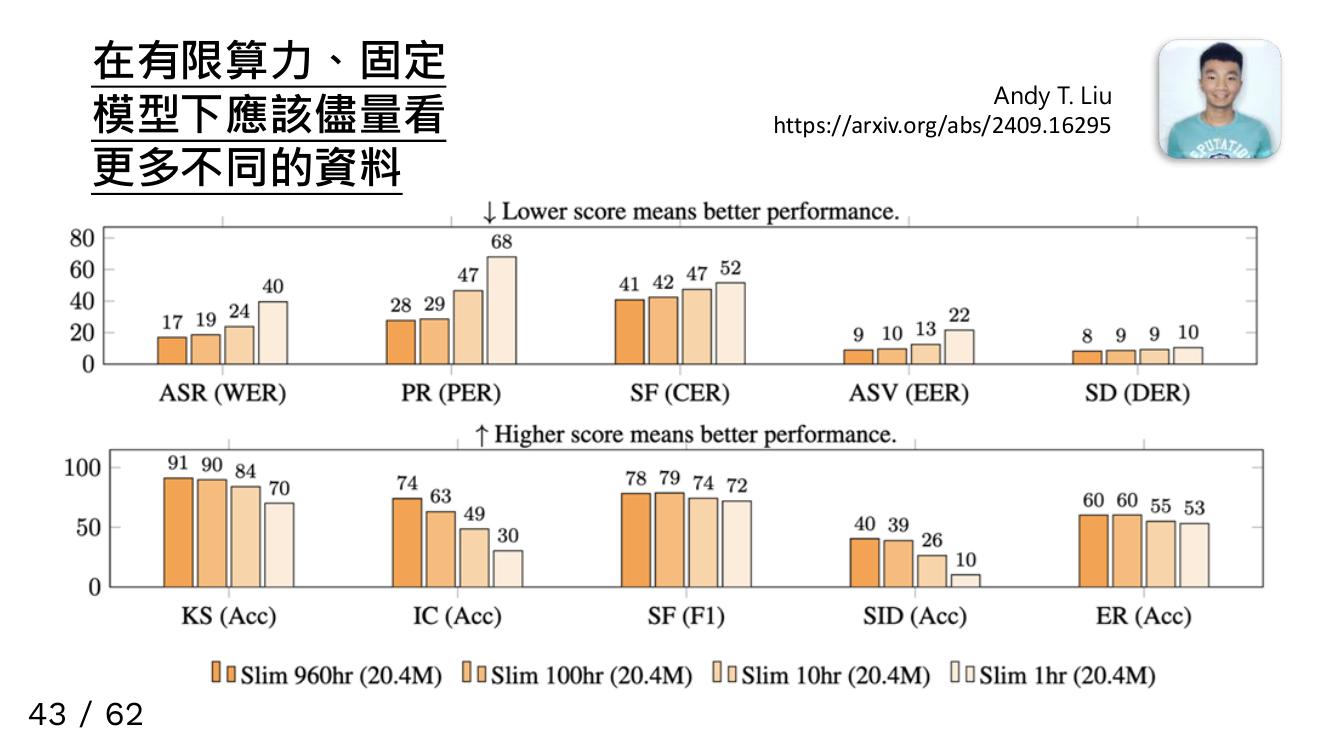 在有限算力、固定
模型下應該儘量看
更多不同的資料
Andy T. Liu
https://arxiv.org/abs/2409.16295
PUTATIO
↓ Lower score means better performance.
80
60
40
20
0
17 19 24 40
28 29 47 68
41 42 47 52
9 10 13 22
8 9 9 10
ASR (WER) PR (PER) SF (CER) ASV (EER) SD (DER)
↑ Higher score means better performance.
100
50
0
91 90 84 70
74 63 49 30
78 79 74 72
40 39 26 10
60 60 55 53
KS (Acc) IC (Acc) SF (F1) SID (Acc) ER (Acc)
Slim 960hr (20.4M) Slim 100hr (20.4M) Slim 10hr (20.4M) Slim 1hr (20.4M)
43 / 62